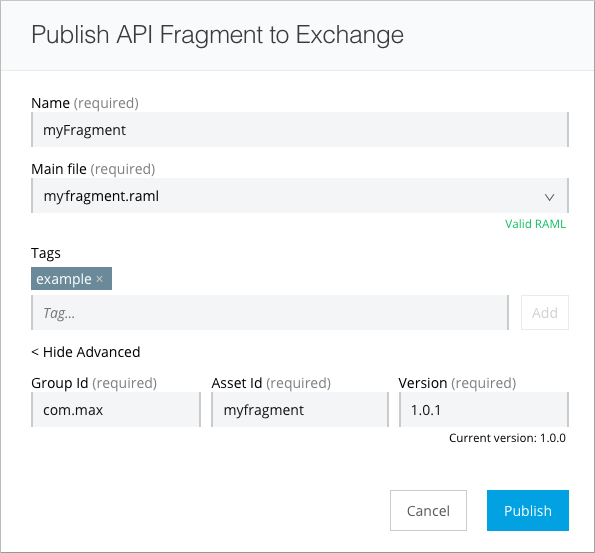 Publish API Fragment to Exchange
Name (required)
myFragment
Main file (required)
myfragment.raml
Valid RAML
Tags
example ×
Tag...
Add
< Hide Advanced
Group Id (required) Asset Id (required) Version (required)
com.max myfragment 1.0.1
Current version: 1.0.0
Cancel Publish